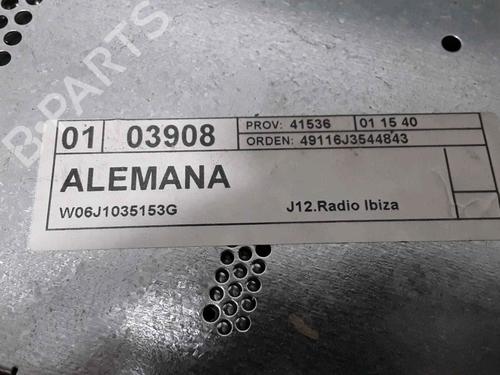 01 03908 PROV: 41536 01 15 40
ORDEN: 49116J3544843
ALEMANA
W06J1035153G J12.Radio Ibiza
B-PARTS